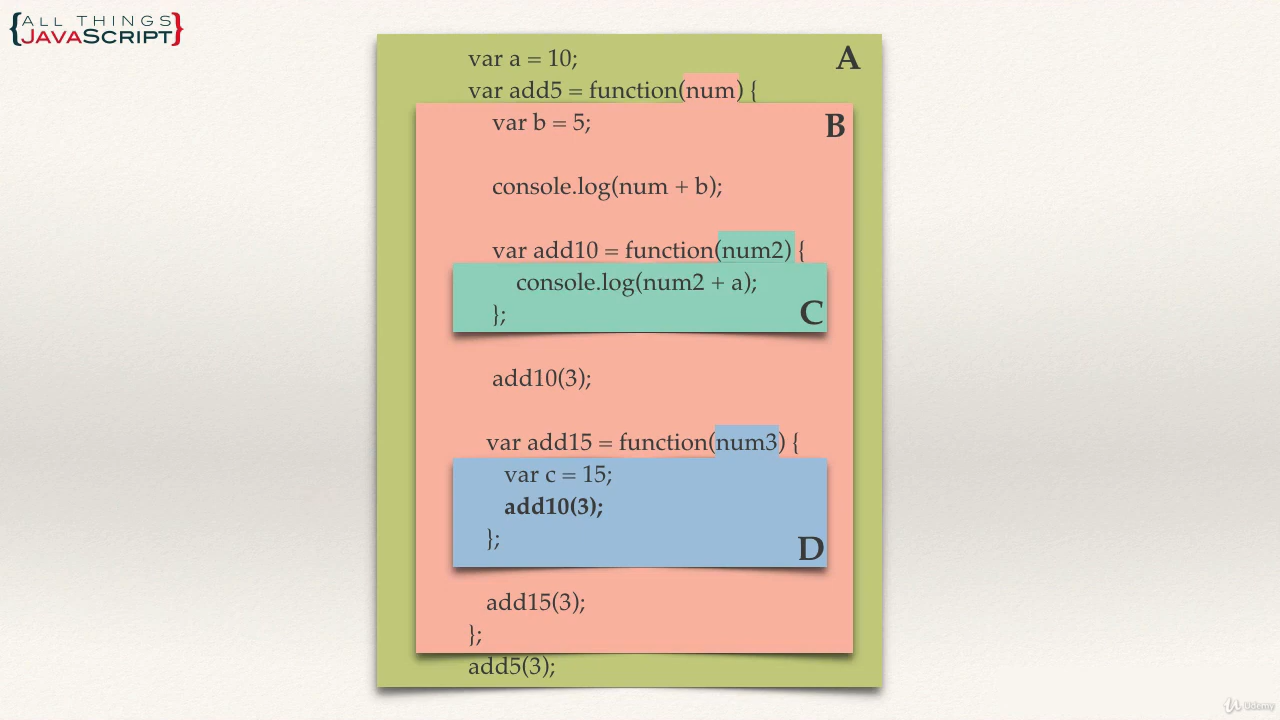 {ALL THINGS
JAVASCRIPT}
var a = 10;
A
var add5 = function(num) {
var b = 5;
B
console.log(num + b);
var add10 = function(num2) {
console.log(num2 + a);
};
C
add10(3);
var add15 = function(num3) {
var c = 15;
add10(3);
};
D
add15(3);
};
add5(3);
Udemy